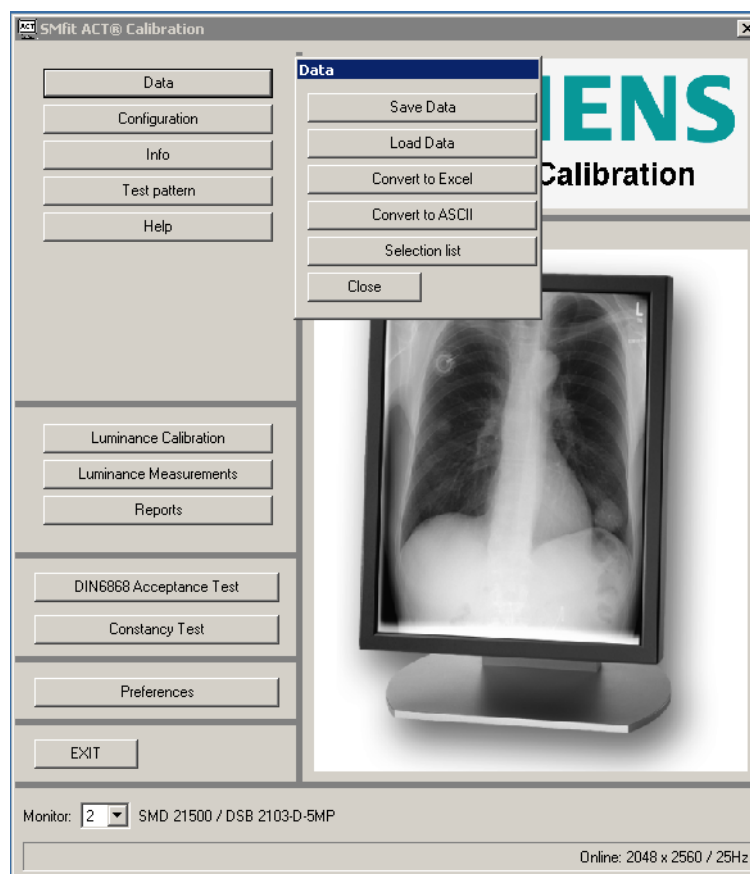 SMfit ACT® Calibration
Data
Configuration
Info
Test pattern
Help
Data
Save Data
Load Data
Convert to Excel
Convert to ASCII
Selection list
Close
IENS
Calibration
L
Luminance Calibration
Luminance Measurements
Reports
DIN6868 Acceptance Test
Constancy Test
Preferences
EXIT
Monitor: 2 SMD 21500 / DSB 2103-D-5MP
Online: 2048 x 2560 / 25Hz